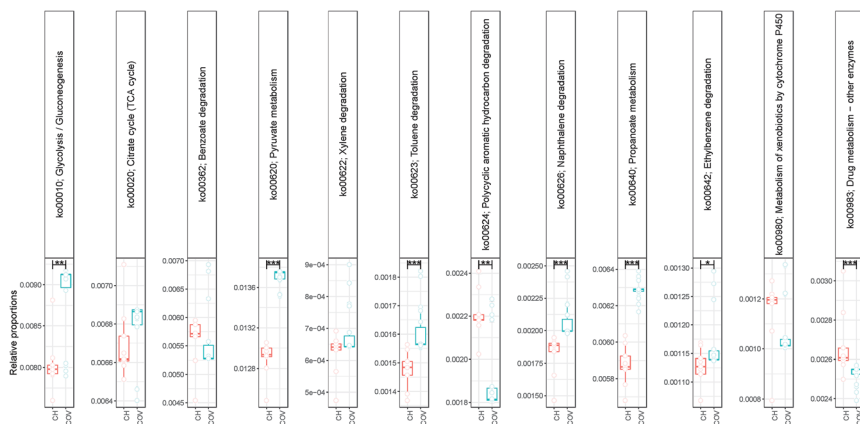 ko00010; Glycolysis / Gluconeogenesis
ko00020; Citrate cycle (TCA cycle)
ko00362; Benzoate degradation
ko00620; Pyruvate metabolism
ko00622; Xylene degradation
ko00623; Toluene degradation
ko00624; Polycyclic aromatic hydrocarbon degradation
ko00626; Naphthalene degradation
ko00640; Propanoate metabolism
ko00642; Ethylbenzene degradation
ko00980; Metabolism of xenobiotics by cytochrome P450
ko00983; Drug metabolism − other enzymes
Relative proportions
**
0.0090
0.0085
0.0080
CH
COV
0.0070
0.0068
0.0066
0.0064
CH
COV
0.0070
0.0065
0.0060
0.0055
0.0050
0.0045
CH
COV
***
0.0136
0.0132
0.0128
CH
COV
9e−04
8e−04
7e−04
6e−04
5e−04
CH
COV
***
0.0018
0.0017
0.0016
0.0015
0.0014
CH
COV
**
0.0024
0.0022
0.0020
0.0018
CH
COV
***
0.00250
0.00225
0.00200
0.00175
0.00150
CH
COV
***
0.0064
0.0062
0.0060
0.0058
CH
COV
*
0.00130
0.00125
0.00120
0.00115
0.00110
CH
COV
0.0012
0.0010
0.0008
CH
COV
***
0.0030
0.0028
0.0026
0.0024
CH
COV